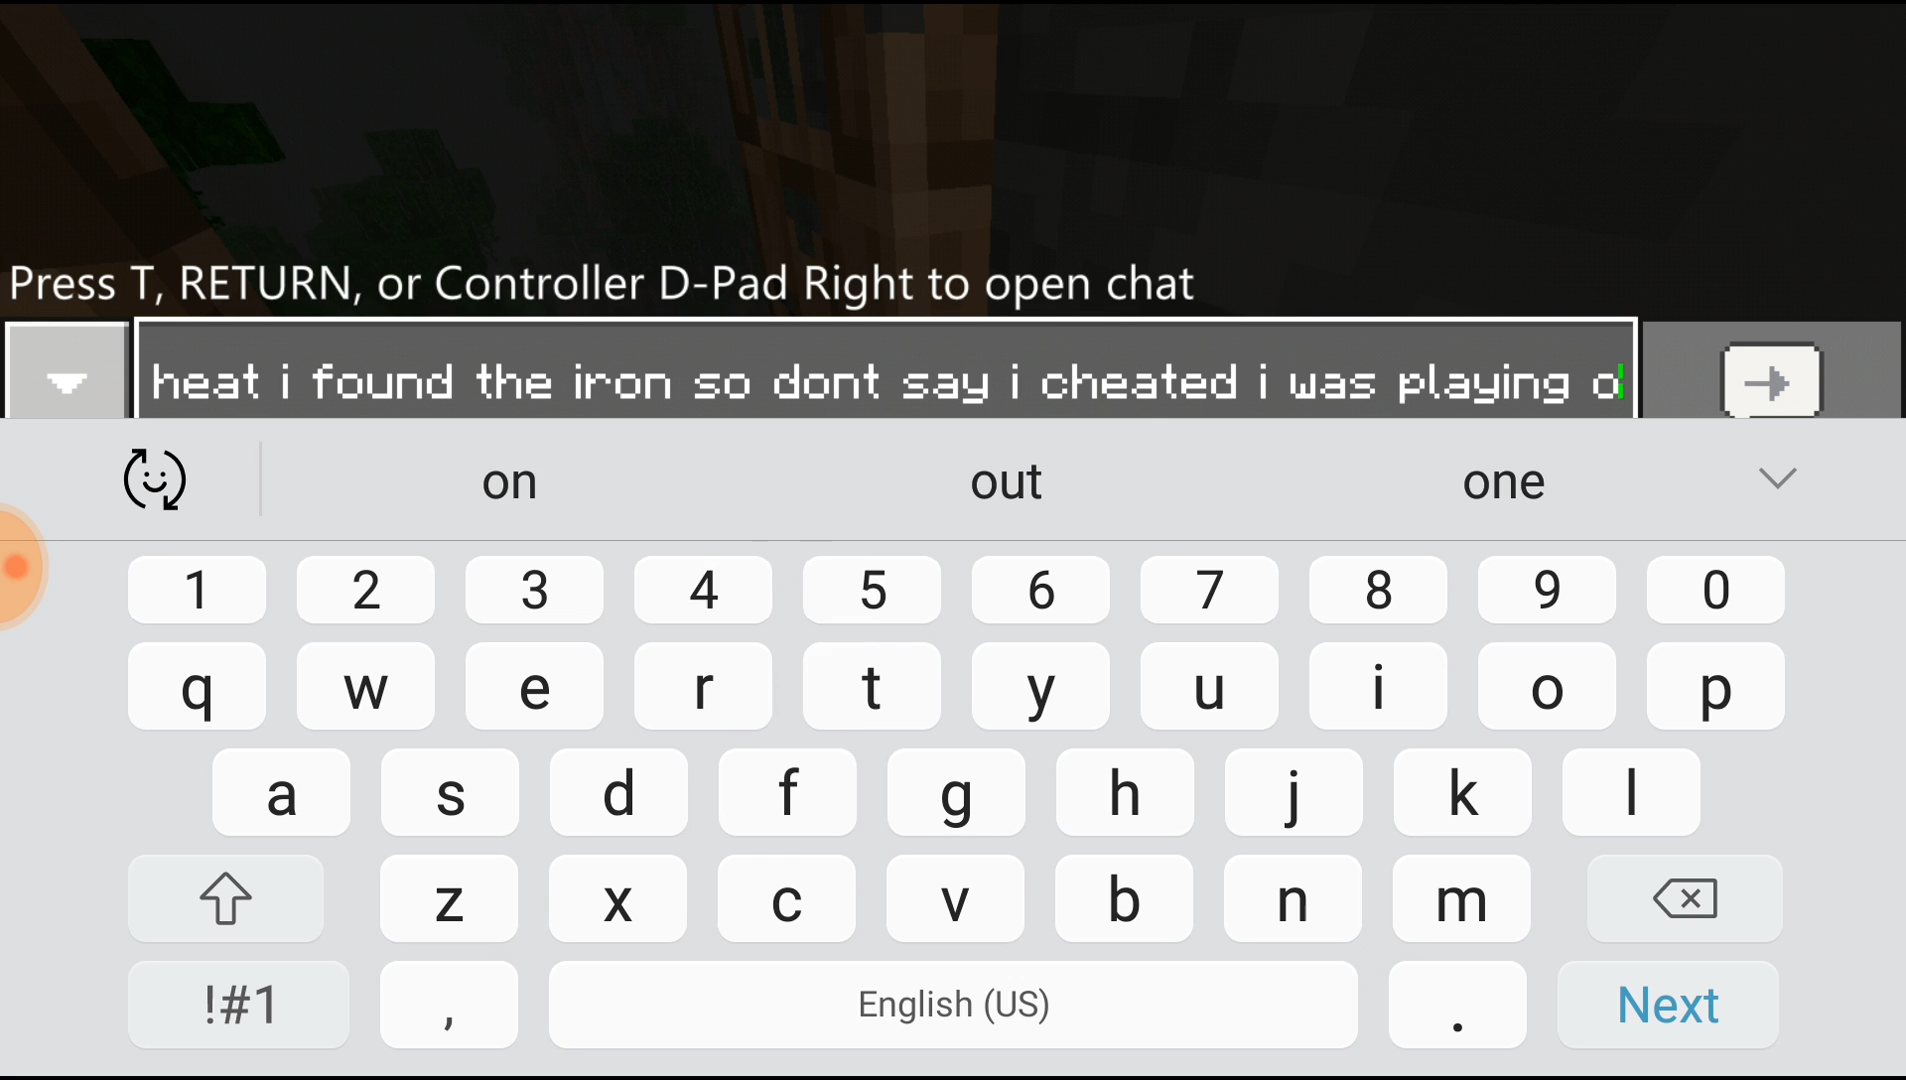 Press T, RETURN, or Controller D-Pad Right to open chat
heat i found the iron so dont say i cheated i was playing o
on out one
1 2 3 4 5 6 7 8 9 0
q w e r t y u i o p
a s d f g h j k l
z x c v b n m
!#1 , English (US) . Next